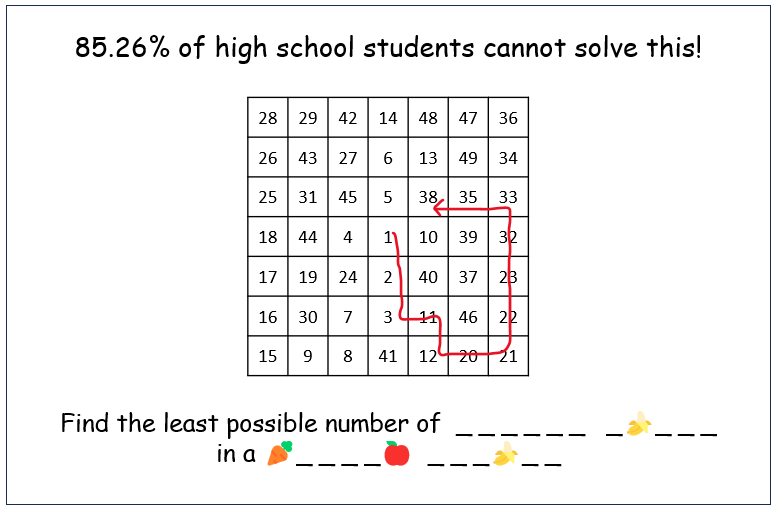 85.26% of high school students cannot solve this!
28 29 42 14 48 47 36
26 43 27 6 13 49 34
25 31 45 5 38 35 33
18 44 4 1 10 39 32
17 19 24 2 40 37 23
16 30 7 3 11 46 22
15 9 8 41 12 20 21
Find the least possible number of _ _ _ _ _ _ _ 🍌 _ _ _
in a 🥕 _ _ _ _ 🍎 _ _ _ 🍌 _ _